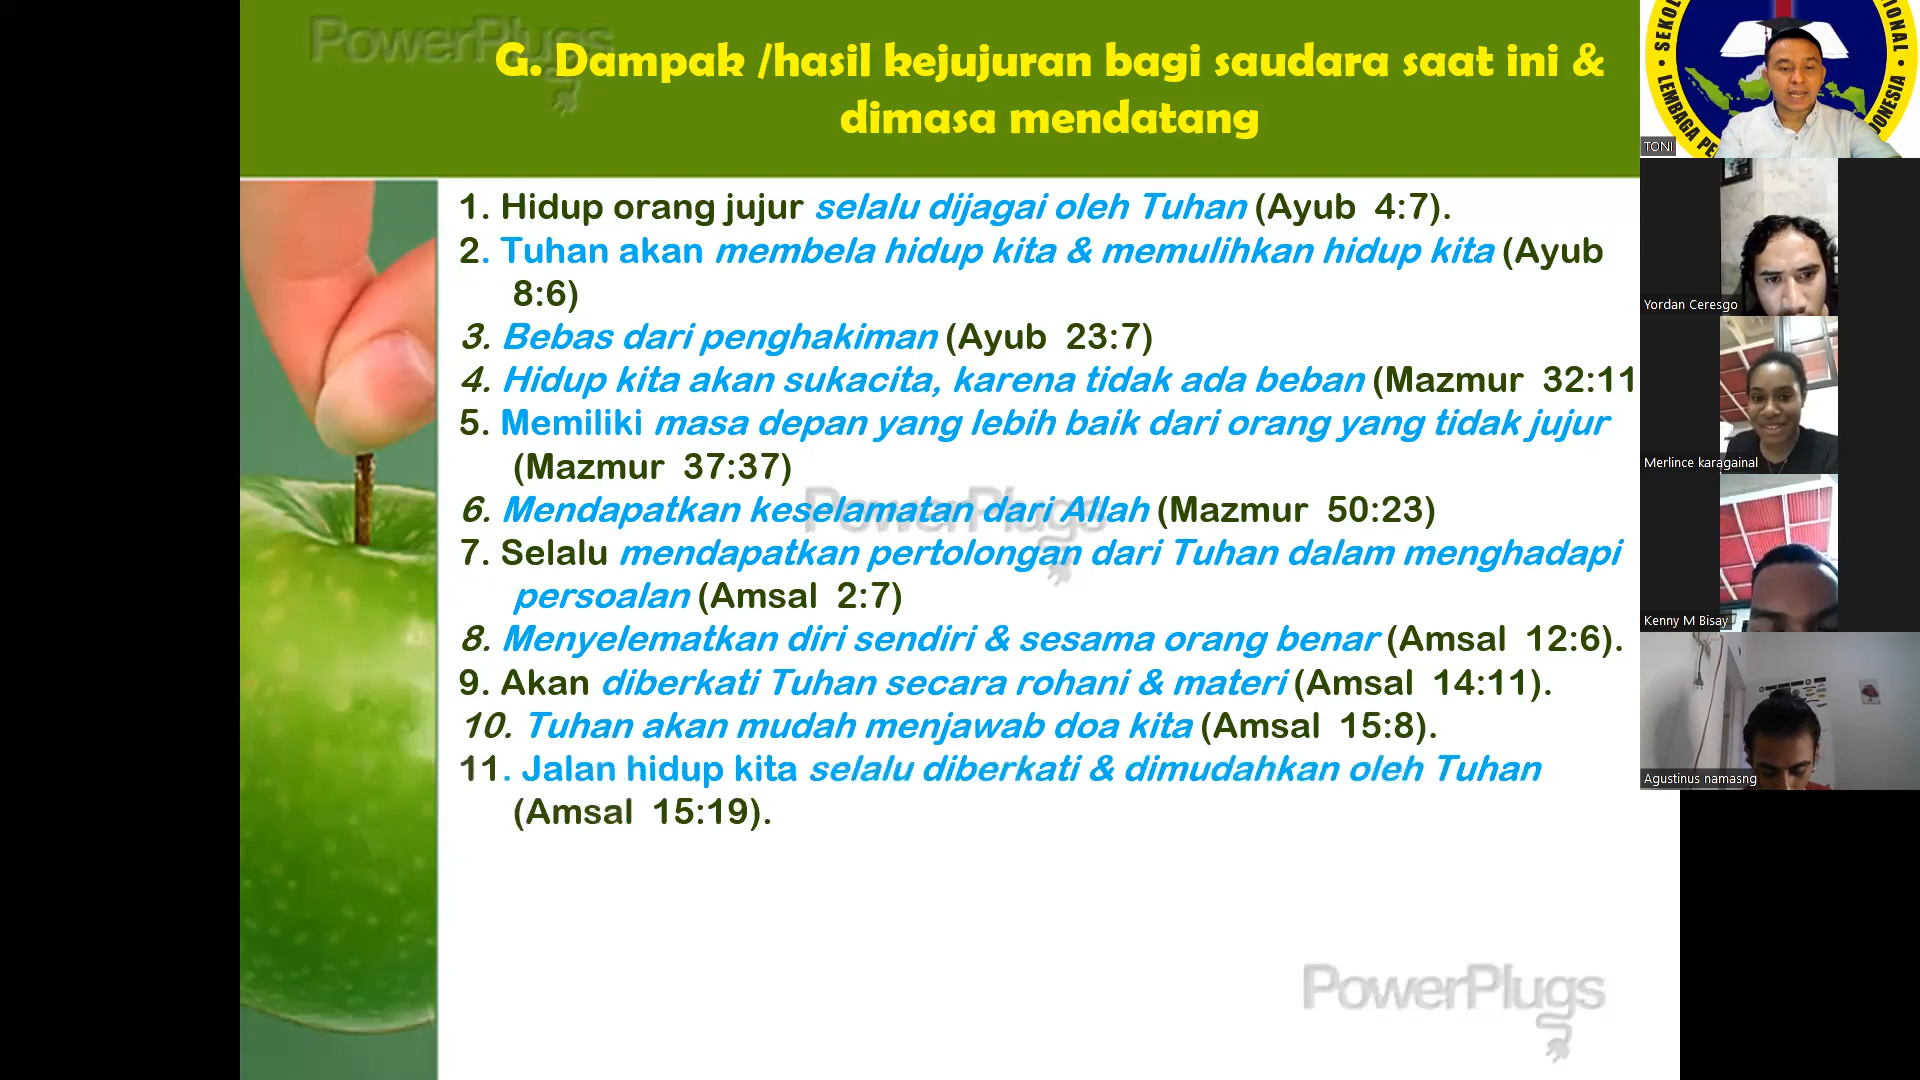 PowerPlugs
G. Dampak /hasil kejujuran bagi saudara saat ini &
dimasa mendatang
1. Hidup orang jujur selalu dijagai oleh Tuhan (Ayub 4:7).
2. Tuhan akan membela hidup kita & memulihkan hidup kita (Ayub
8:6)
3. Bebas dari penghakiman (Ayub 23:7)
4. Hidup kita akan sukacita, karena tidak ada beban (Mazmur 32:11
5. Memiliki masa depan yang lebih baik dari orang yang tidak jujur
(Mazmur 37:37)
PowerPlugs
6. Mendapatkan keselamatan dari Allah (Mazmur 50:23)
7. Selalu mendapatkan pertolongan dari Tuhan dalam menghadapi
persoalan (Amsal 2:7)
8. Menyelematkan diri sendiri & sesama orang benar (Amsal 12:6).
9. Akan diberkati Tuhan secara rohani & materi (Amsal 14:11).
10. Tuhan akan mudah menjawab doa kita (Amsal 15:8).
11. Jalan hidup kita selalu diberkati & dimudahkan oleh Tuhan
(Amsal 15:19).
PowerPlugs
LEMBAGA
TONI
Yordan Ceresgo
Merlince karagainal
Kenny M Bisay
Agustinus namasng